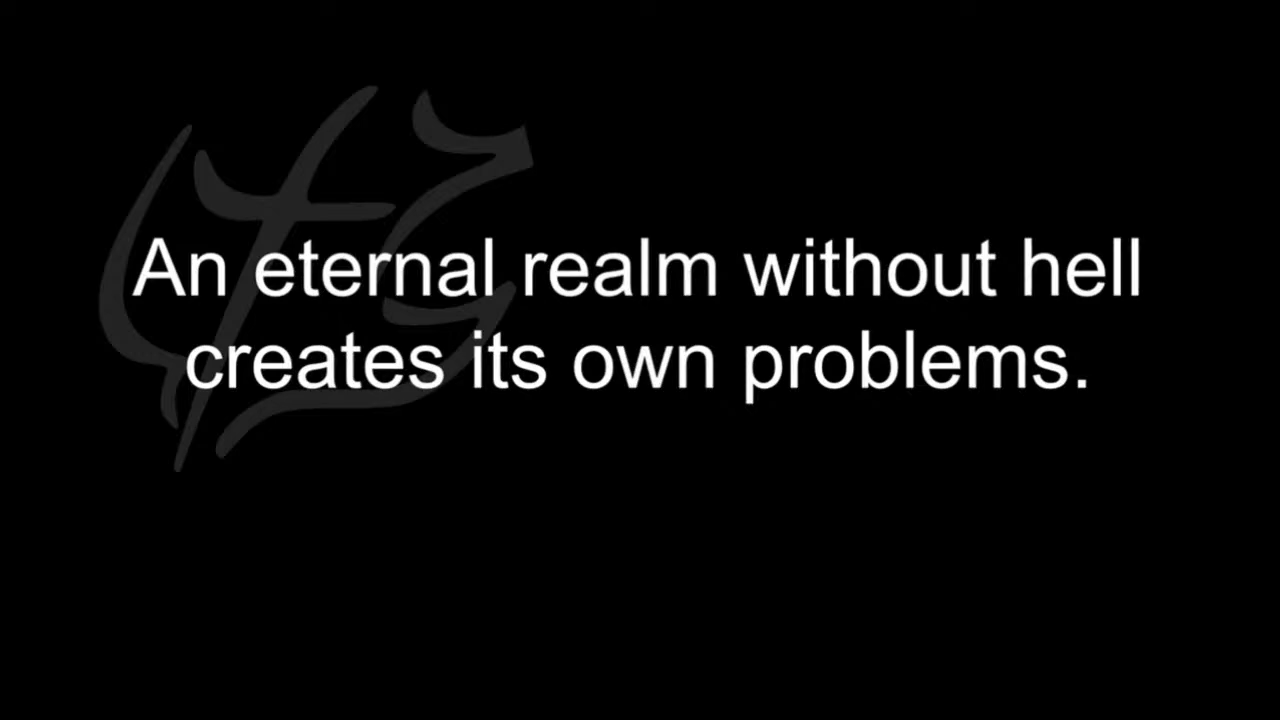 An eternal realm without hell
creates its own problems.